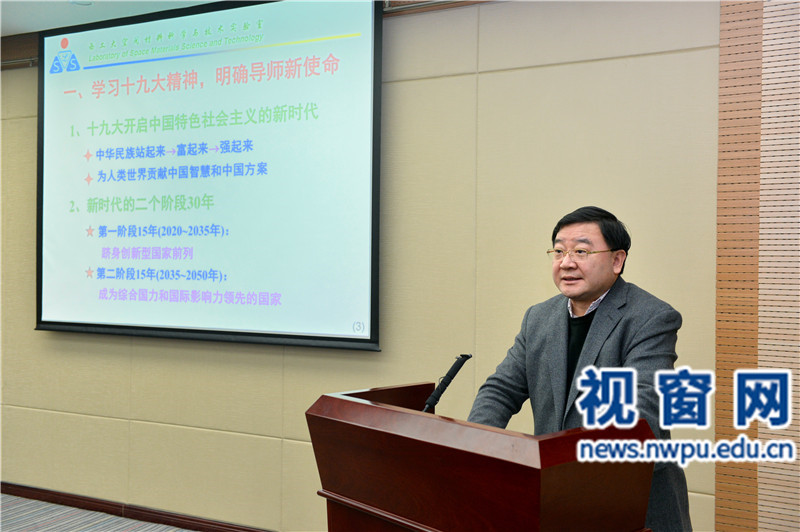 Laboratory of Space Materials Science and Technology
一、学习十九大精神，明确导师新使命
1、十九大开启中国特色社会主义的新时代
中华民族站起来→富起来→强起来
为人类世界贡献中国智慧和中国方案
2、新时代的二个阶段30年
第一阶段15年(2020~2035年)：
跻身创新型国家前列
第二阶段15年(2035~2050年)：
成为综合国力和国际影响力领先的国家
(3)
视窗网
news.nwpu.edu.cn